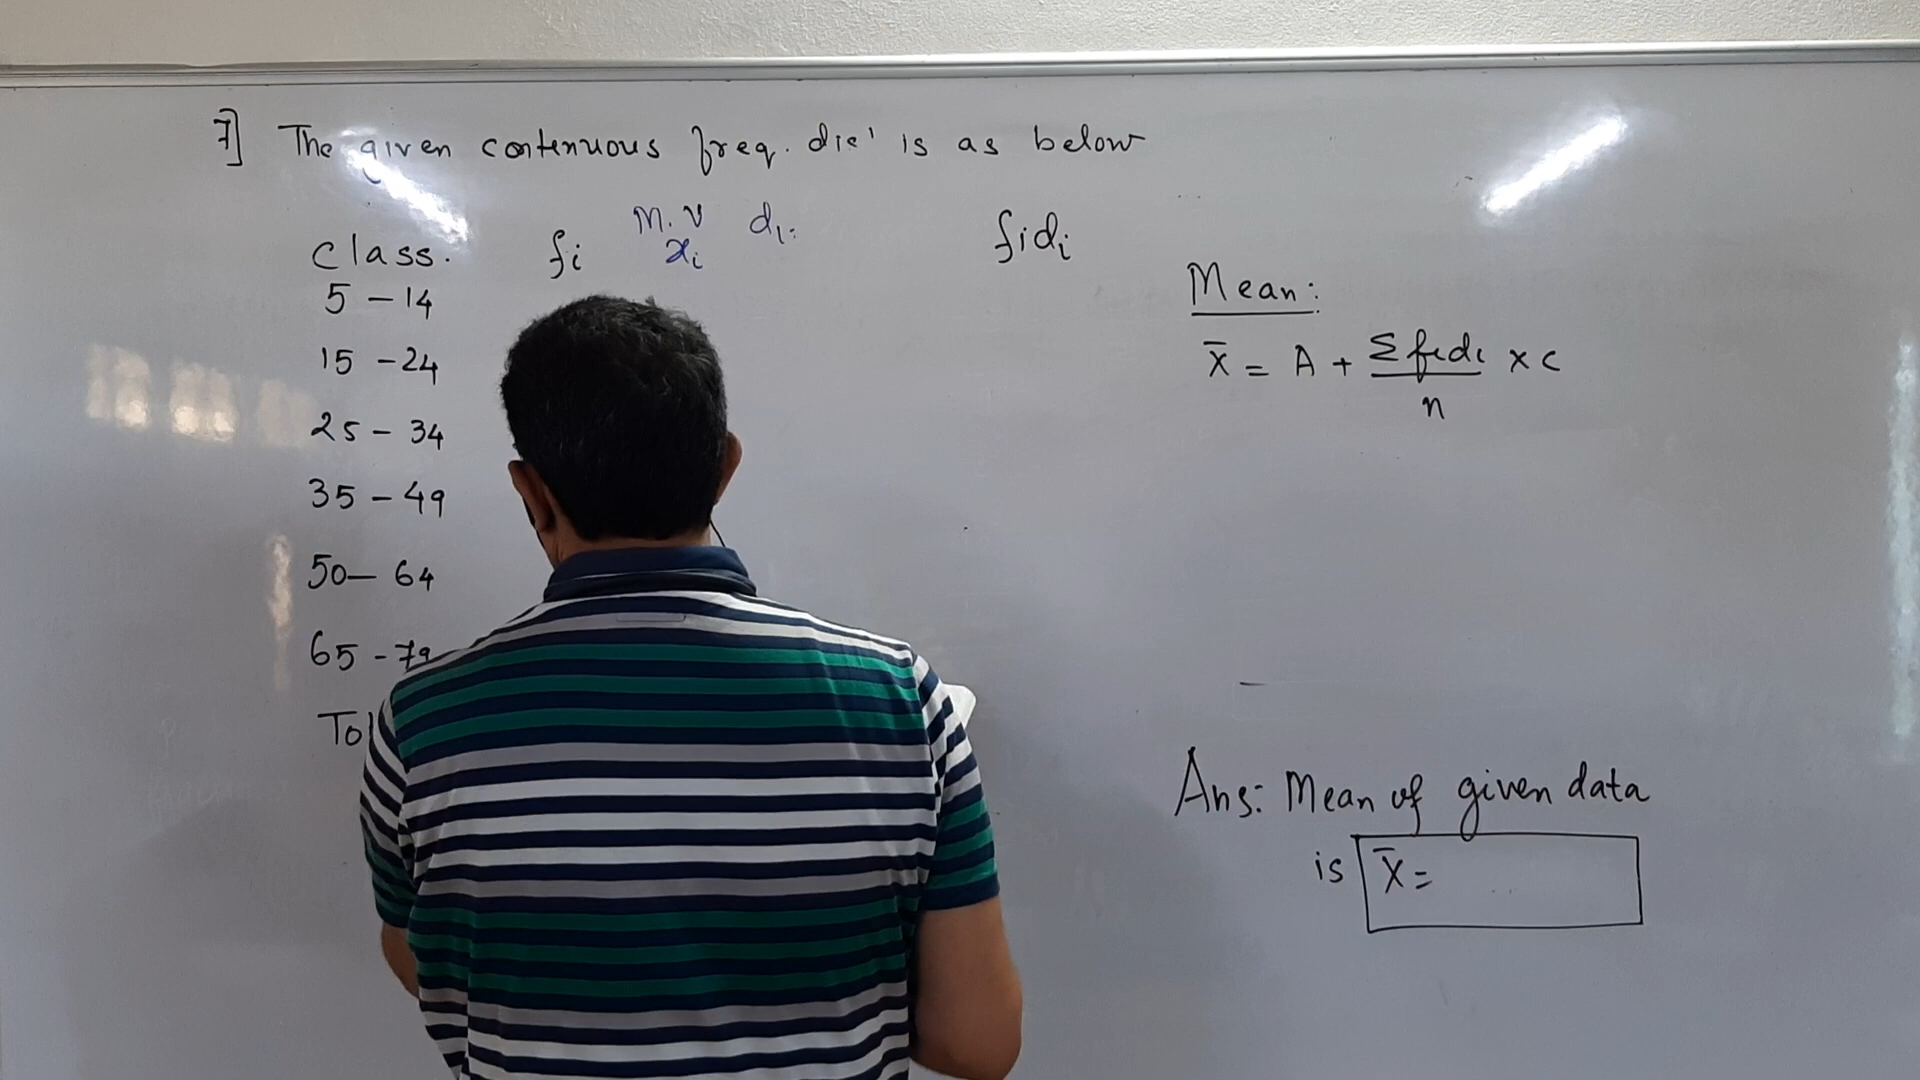 7] The given continuous freq. dis' is as below
class. fi M.V xi di: fidi
5 - 14
15 - 24
25 - 34
35 - 49
50 - 64
65 - 79
Mean:
x̄ = A + Σfidi/n × c
Ans: Mean of given data
is x̄ =